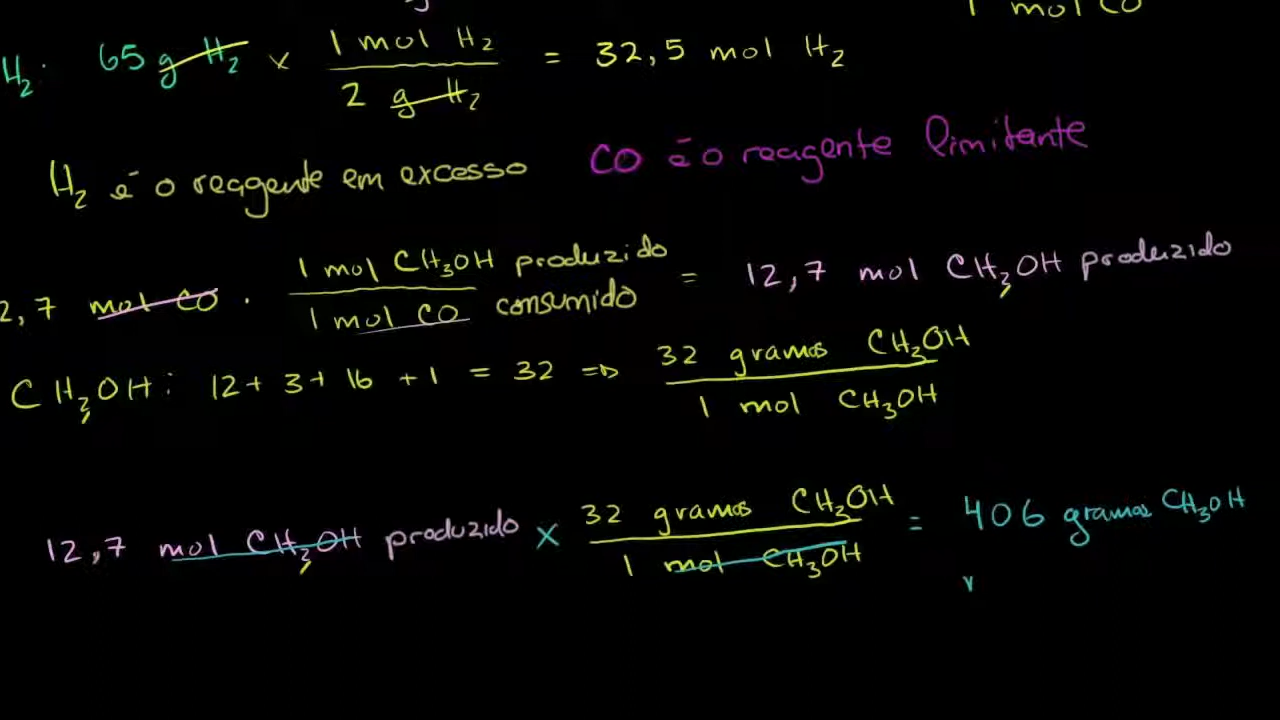 1 mol CO
H₂: 65 g H₂ x 1 mol H₂ / 2 g H₂ = 32,5 mol H₂
H₂ é o reagente em excesso CO é o reagente limitante
2,7 mol CO · 1 mol CH₃OH produzido / 1 mol CO consumido = 12,7 mol CH₃OH produzido
CH₃OH: 12+ 3+ 16 +1 = 32 => 32 gramas CH₃OH / 1 mol CH₃OH
12,7 mol CH₃OH produzido x 32 gramas CH₃OH / 1 mol CH₃OH = 406 gramas CH₃OH